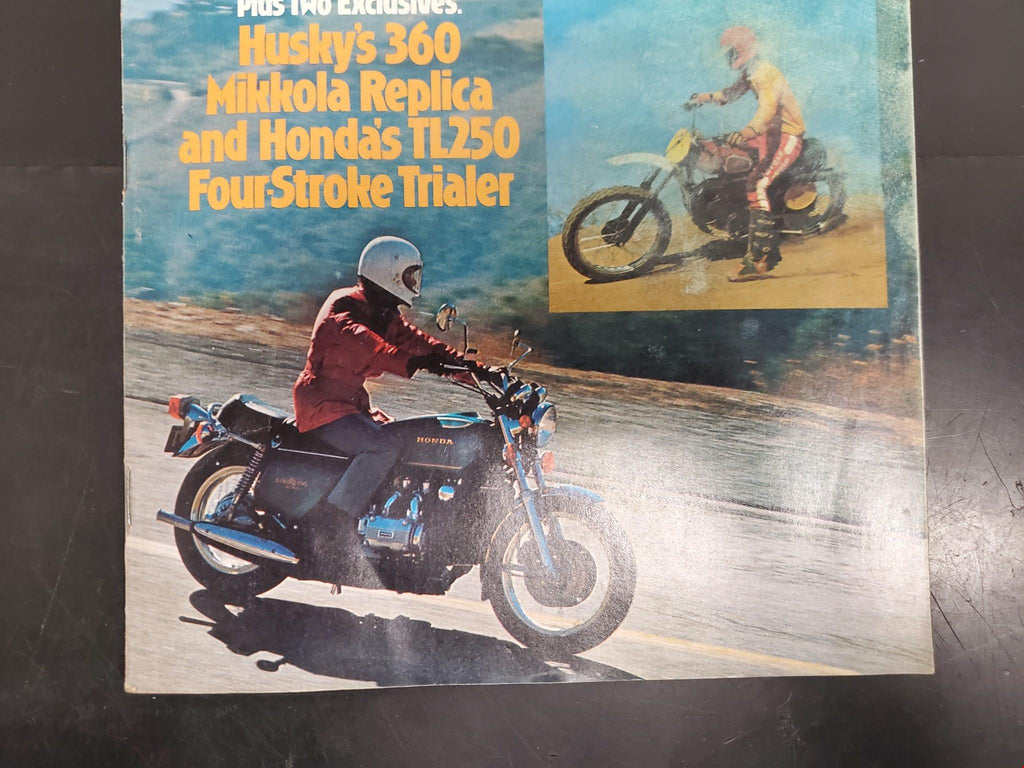 Plus Two Exclusives:
Husky's 360
Mikkola Replica
and Honda's TL250
Four-Stroke Trialer
HONDA